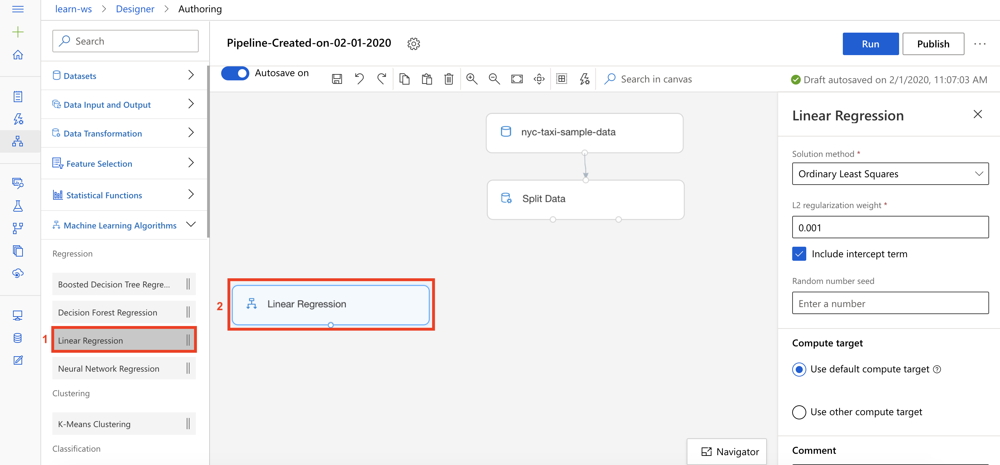 learn-ws > Designer > Authoring
Search
Pipeline-Created-on-02-01-2020
Run
Publish
Autosave on
Search in canvas
Draft autosaved on 2/1/2020, 11:07:03 AM
Datasets
Data Input and Output
Data Transformation
Feature Selection
Statistical Functions
Machine Learning Algorithms
Regression
Boosted Decision Tree Regre...
Decision Forest Regression
1
Linear Regression
Neural Network Regression
Clustering
K-Means Clustering
Classification
nyc-taxi-sample-data
Split Data
2
Linear Regression
Navigator
Linear Regression
Solution method *
Ordinary Least Squares
L2 regularization weight *
0.001
Include intercept term
Random number seed
Enter a number
Compute target
Use default compute target
Use other compute target
Comment